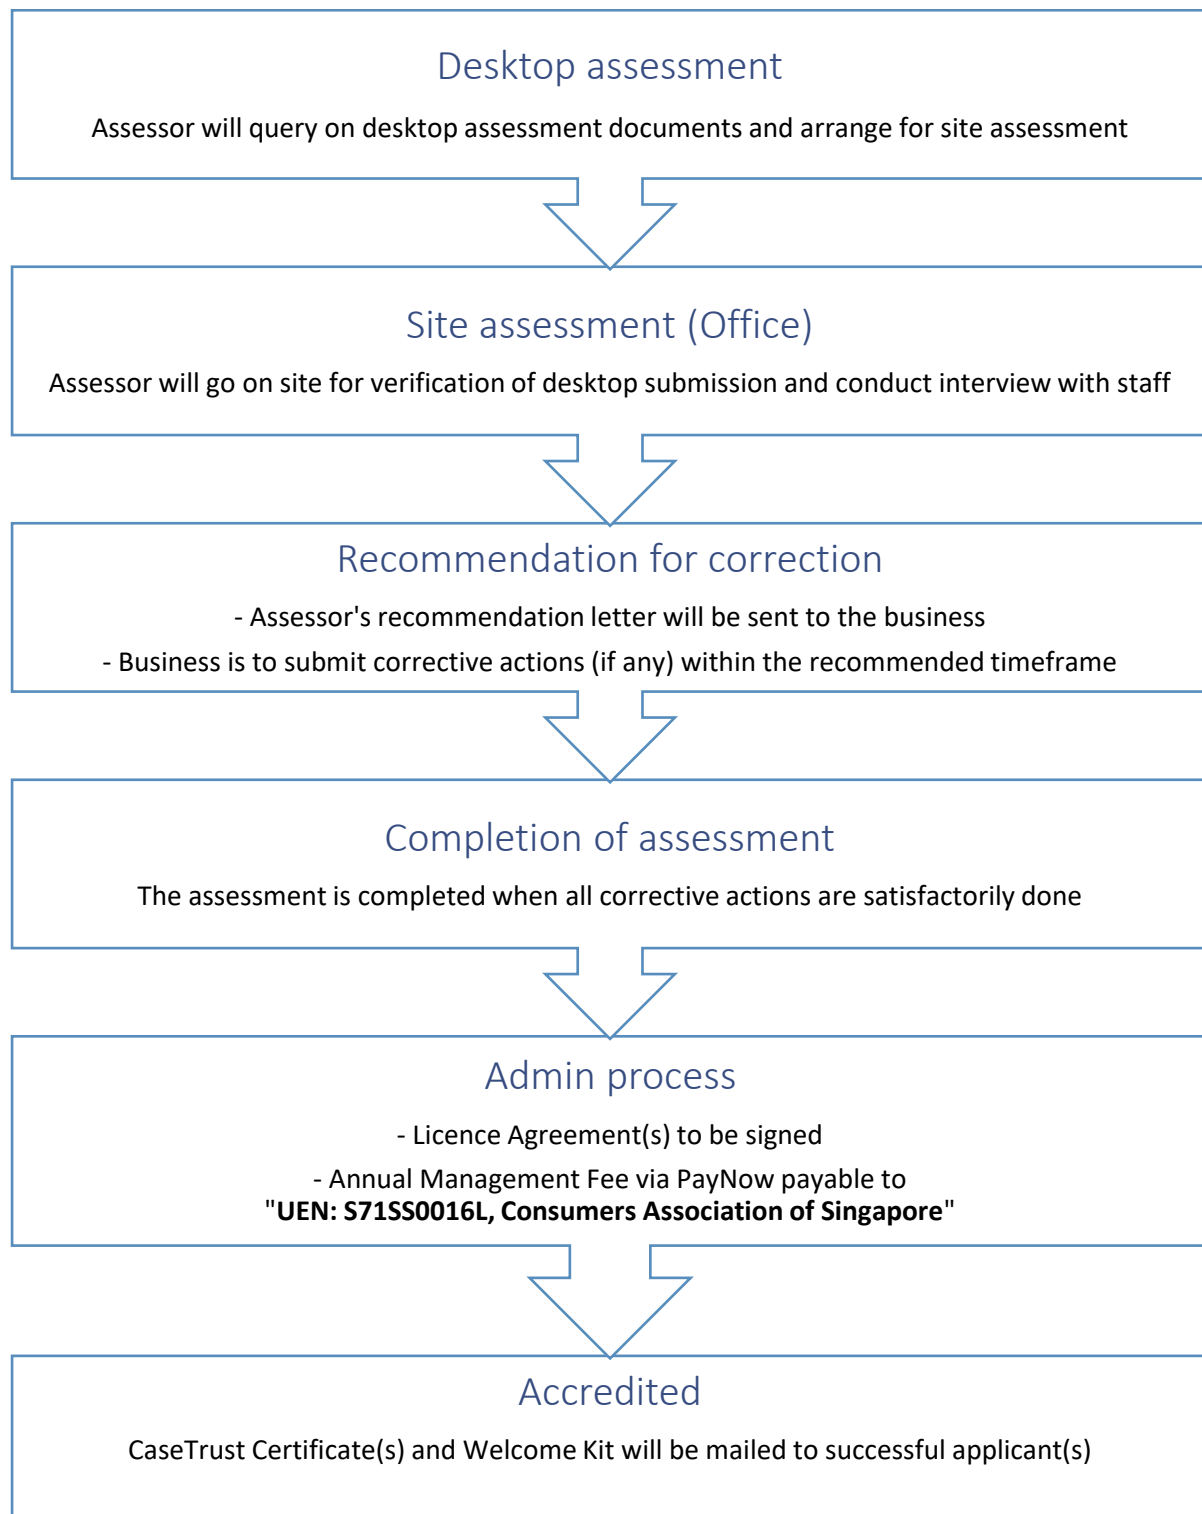 Desktop assessment
Assessor will query on desktop assessment documents and arrange for site assessment
Site assessment (Office)
Assessor will go on site for verification of desktop submission and conduct interview with staff
Recommendation for correction
- Assessor's recommendation letter will be sent to the business
- Business is to submit corrective actions (if any) within the recommended timeframe
Completion of assessment
The assessment is completed when all corrective actions are satisfactorily done
Admin process
- Licence Agreement(s) to be signed
- Annual Management Fee via PayNow payable to
"UEN: S71SS0016L, Consumers Association of Singapore"
Accredited
CaseTrust Certificate(s) and Welcome Kit will be mailed to successful applicant(s)